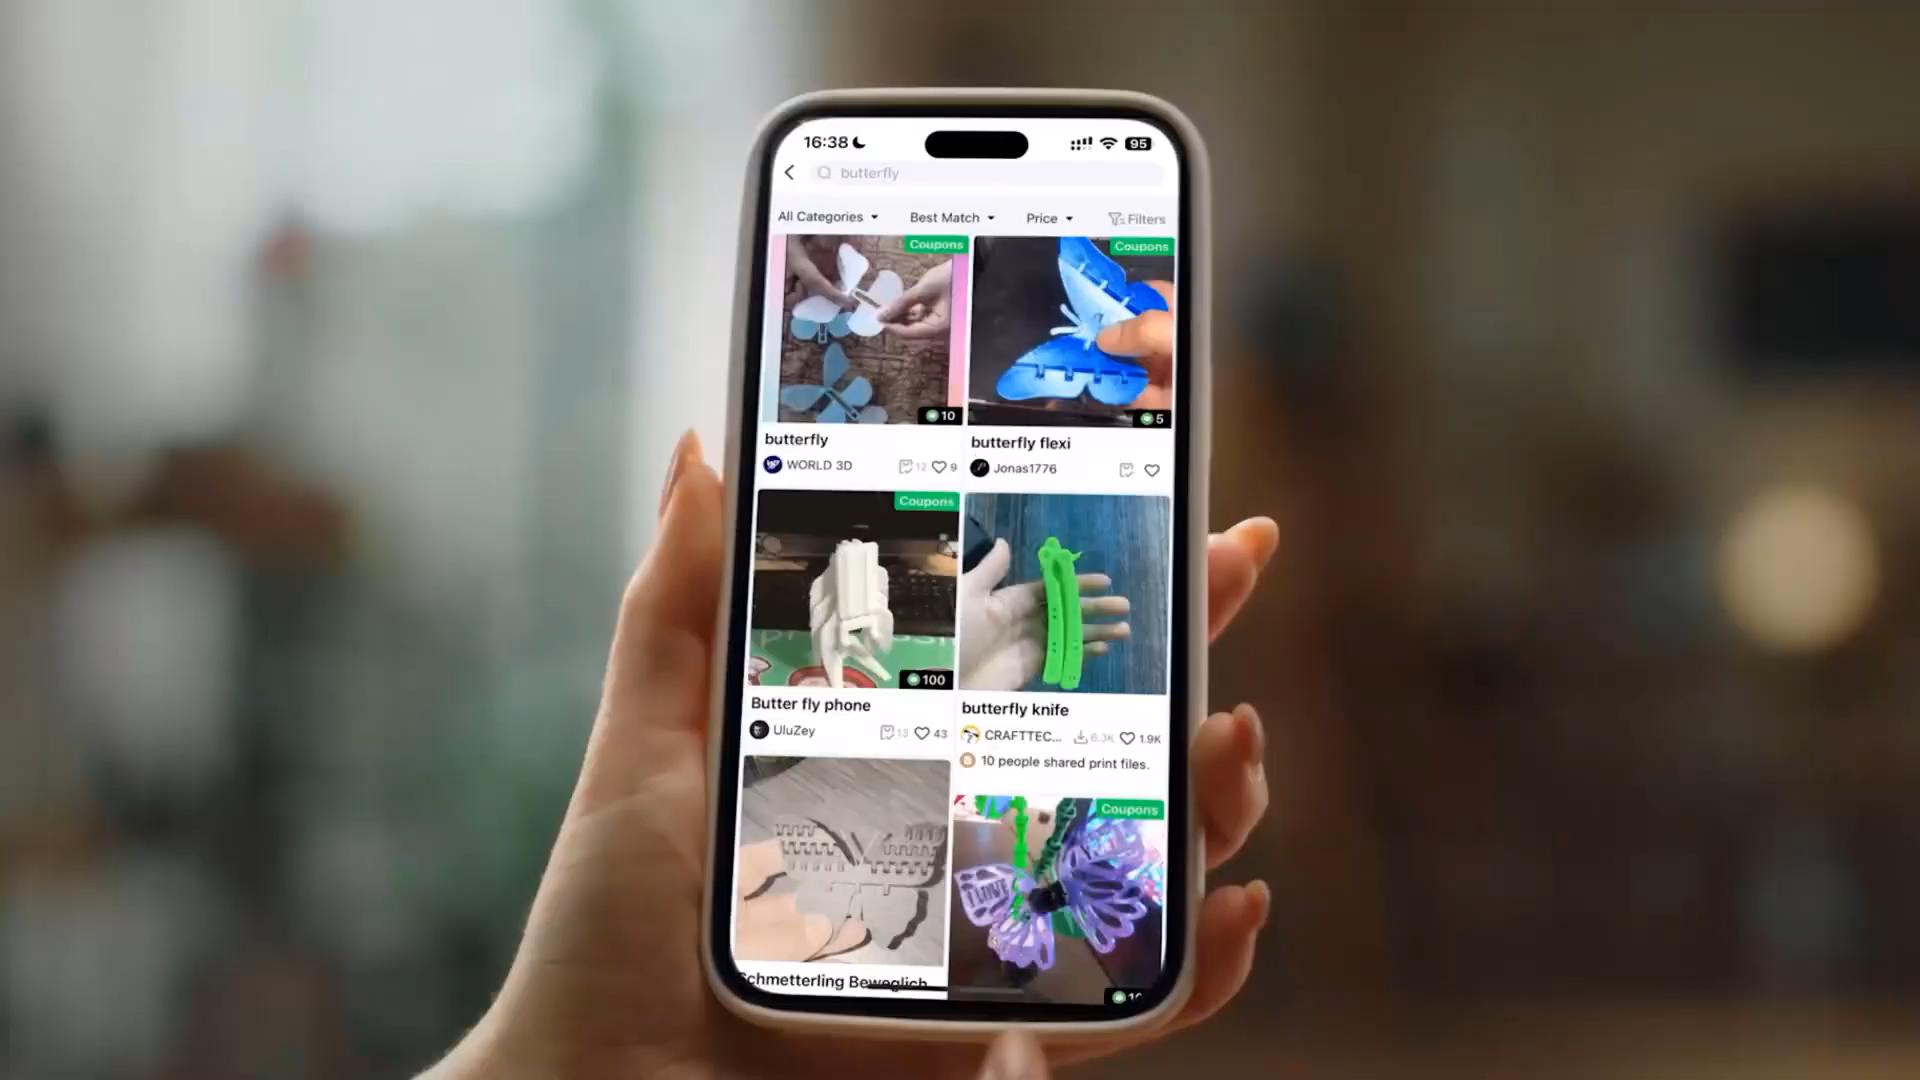 16:38
95
butterfly
All Categories
Best Match
Price
Filters
Coupons
10
Coupons
5
butterfly
WORLD 3D
12
9
butterfly flexi
Jonas1776
Coupons
100
Butter fly phone
UluZey
13
43
butterfly knife
CRAFTTEC...
6.3K
1.9K
10 people shared print files.
Coupons
I LOVE
Schmetterling Beweglich